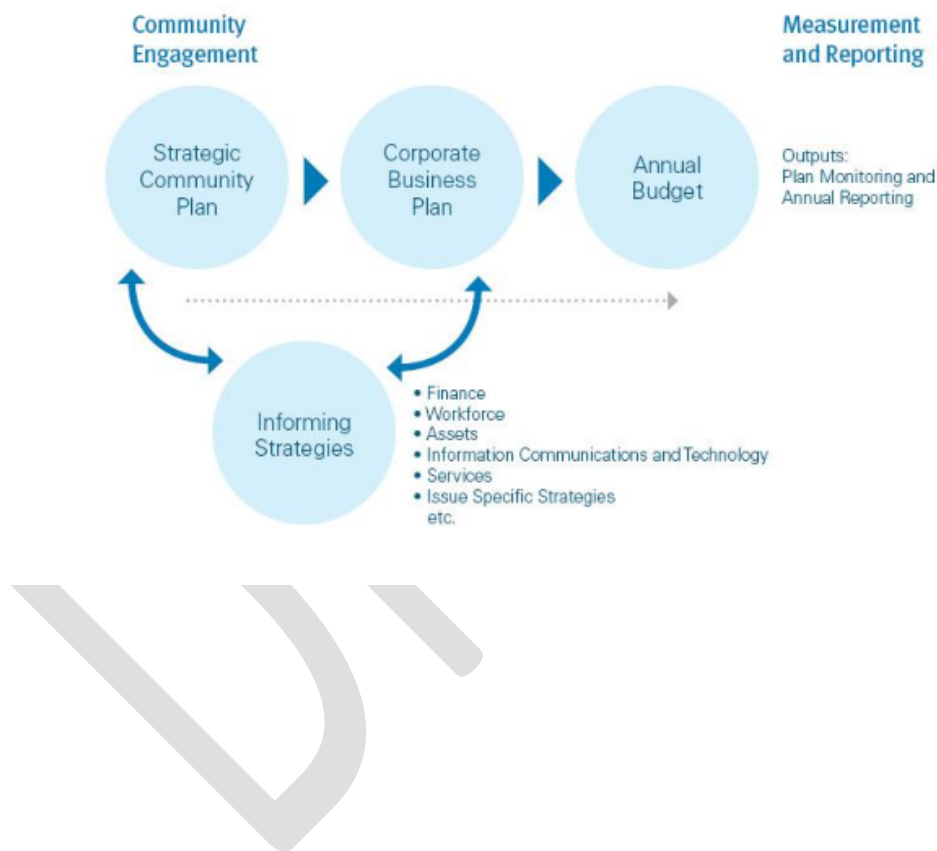 Community
Engagement
Measurement
and Reporting
Strategic
Community
Plan
Corporate
Business
Plan
Annual
Budget
Outputs:
Plan Monitoring and
Annual Reporting
Informing
Strategies
• Finance
• Workforce
• Assets
• Information Communications and Technology
• Services
• Issue Specific Strategies
etc.